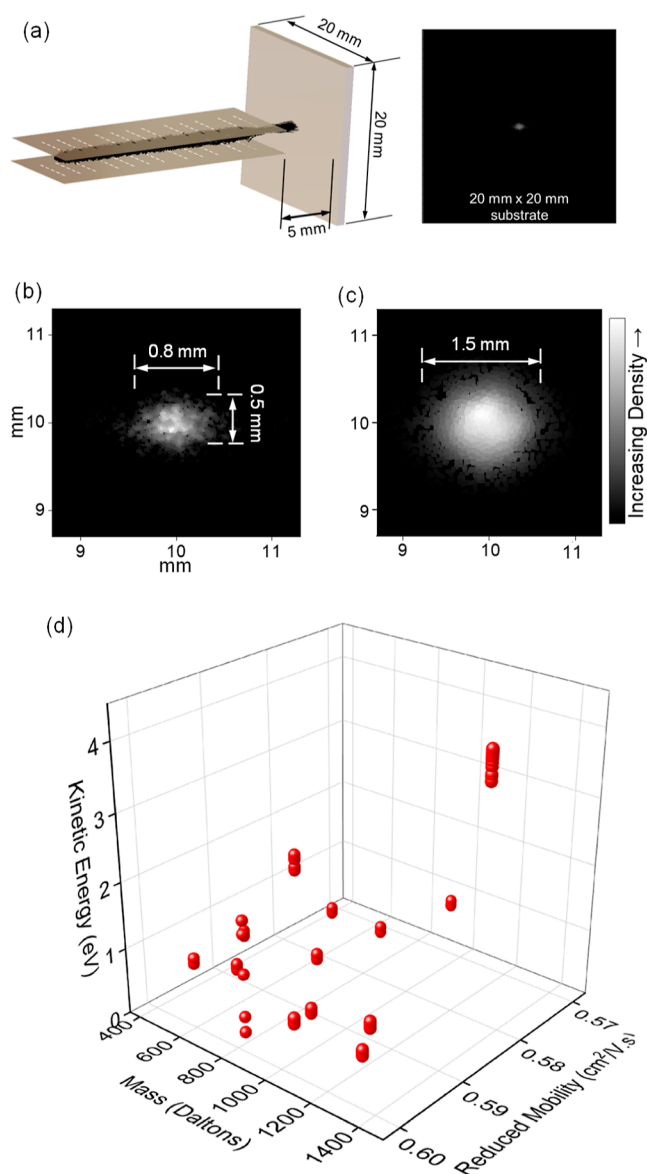 (a)
20 mm
20 mm
5 mm
20 mm x 20 mm
substrate
(b)
(c)
11
10
9
mm
0.8 mm
0.5 mm
9
10
11
mm
11
10
9
1.5 mm
9
10
11
Increasing Density →
(d)
4
3
2
1
0
Kinetic Energy (eV)
400
600
800
1000
1200
1400
Mass (Daltons)
0.57
0.58
0.59
0.60
Reduced Mobility (cm²/V.s)